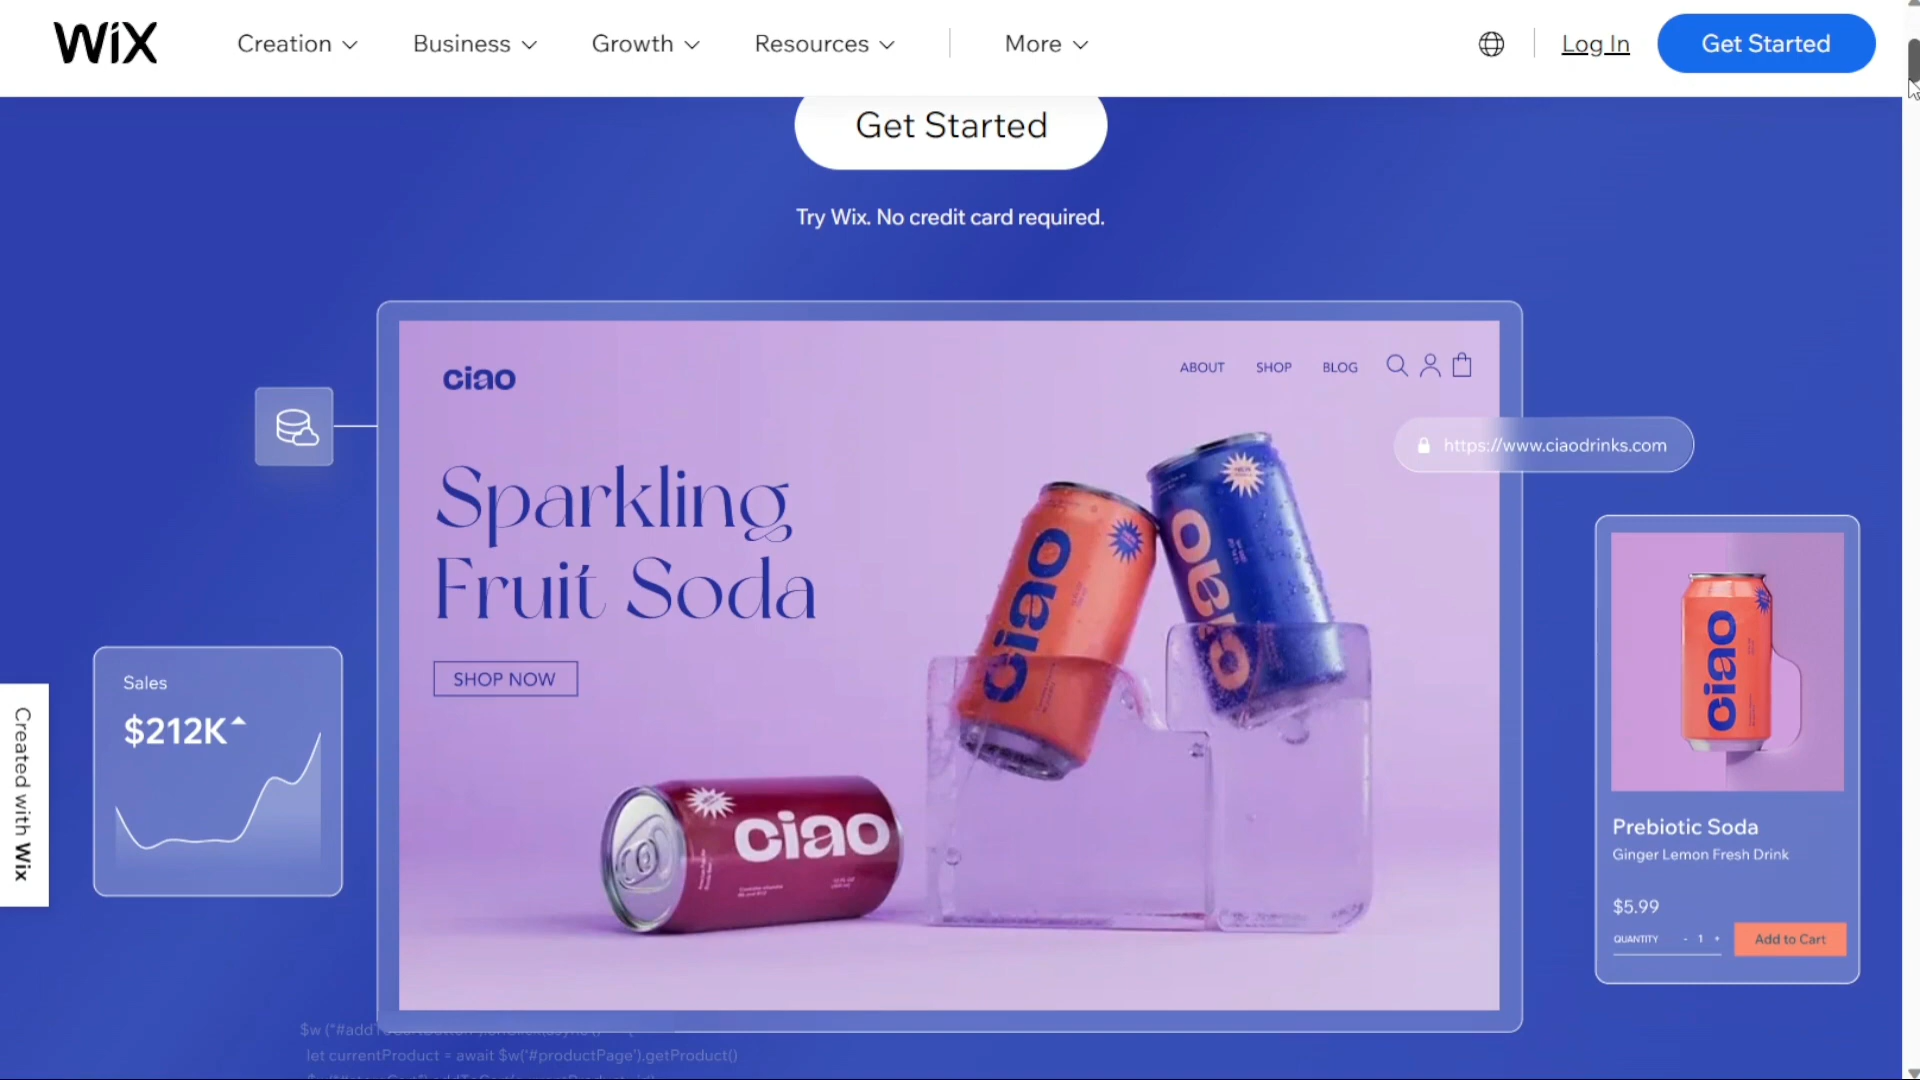 WiX
Creation
Business
Growth
Resources
More
Log In
Get Started
Get Started
Try Wix. No credit card required.
ciao
ABOUT
SHOP
BLOG
https://www.ciaodrinks.com
Sparkling
Fruit Soda
SHOP NOW
ciao
ciao
ciao
ciao
Sales
$212K
Created with Wix
Prebiotic Soda
Ginger Lemon Fresh Drink
$5.99
QUANTITY - 1 +
Add to Cart
let currentProduct = await $w('#productPage').getProduct()